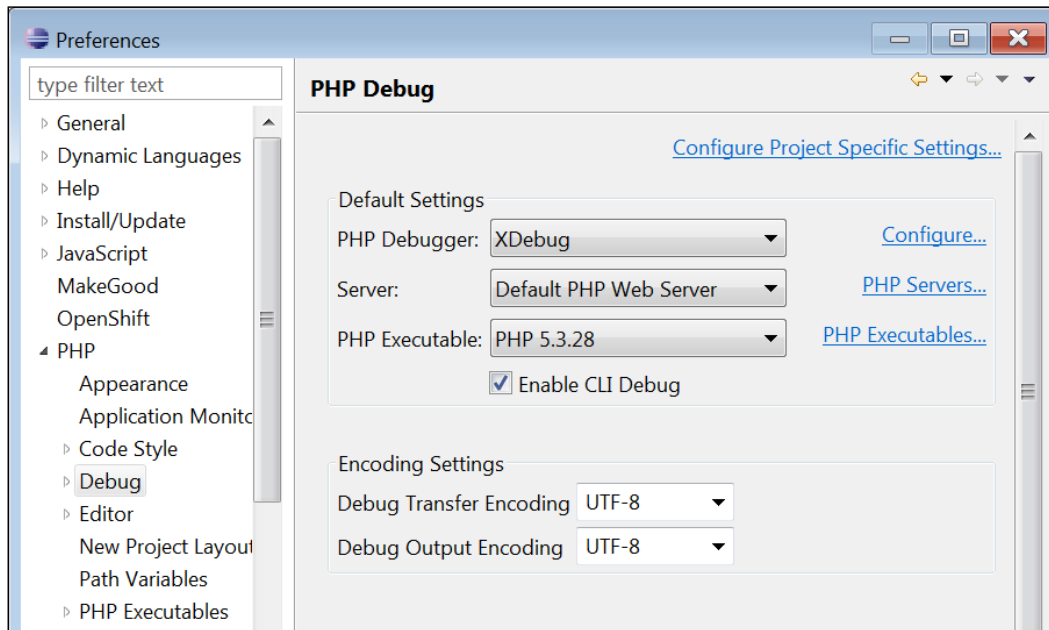 Preferences
type filter text
General
Dynamic Languages
Help
Install/Update
JavaScript
MakeGood
OpenShift
PHP
Appearance
Application Monitc
Code Style
Debug
Editor
New Project Layout
Path Variables
PHP Executables
PHP Debug
Configure Project Specific Settings...
Default Settings
PHP Debugger: XDebug Configure...
Server: Default PHP Web Server PHP Servers...
PHP Executable: PHP 5.3.28 PHP Executables...
Enable CLI Debug
Encoding Settings
Debug Transfer Encoding UTF-8
Debug Output Encoding UTF-8